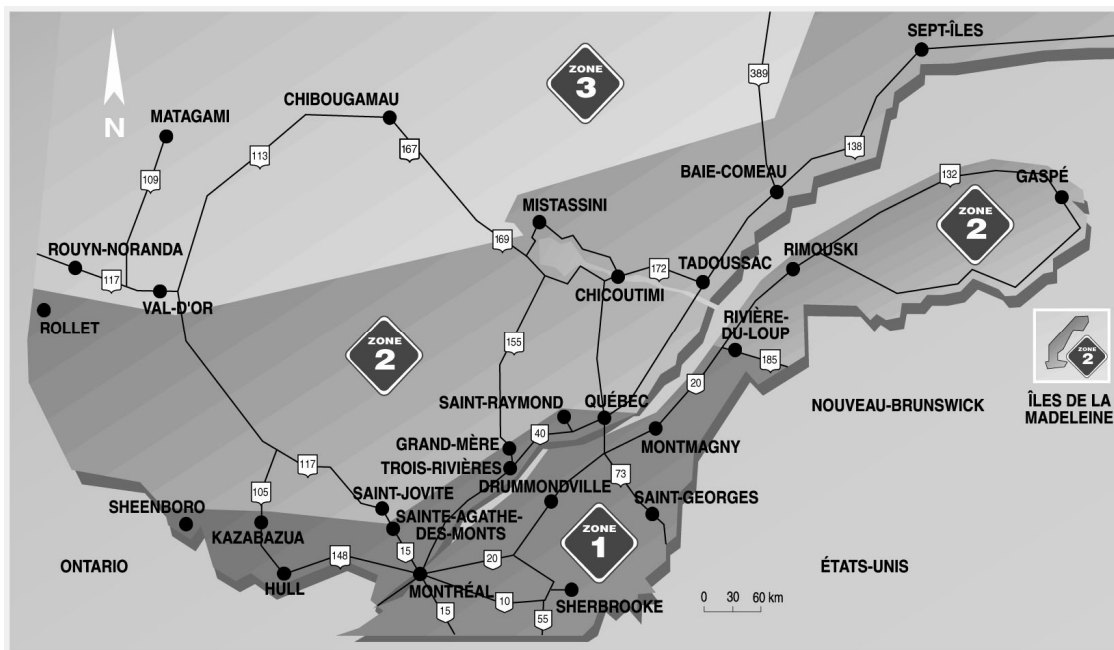 SEPT-ÎLES
ZONE
3
389
CHIBOUGAMAU
N
MATAGAMI
113
167
138
109
BAIE-COMEAU
132
GASPÉ
MISTASSINI
ZONE
2
169
ROUYN-NORANDA
RIMOUSKI
117
172
TADOUSSAC
CHICOUTIMI
VAL-D'OR
ROLLET
RIVIÈRE-
DU-LOUP
155
ZONE
2
185
ZONE
2
20
ÎLES DE LA
MADELEINE
NOUVEAU-BRUNSWICK
QUÉBEC
SAINT-RAYMOND
40
MONTMAGNY
GRAND-MÈRE
TROIS-RIVIÈRES
117
73
DRUMMONDVILLE
105
SAINT-JOVITE
SAINT-GEORGES
SHEENBORO
SAINTE-AGATHE-
DES-MONTS
KAZABAZUA
ZONE
1
15
148
20
ONTARIO
ÉTATS-UNIS
HULL
MONTRÉAL
SHERBROOKE
10
15
55
0 30 60 km